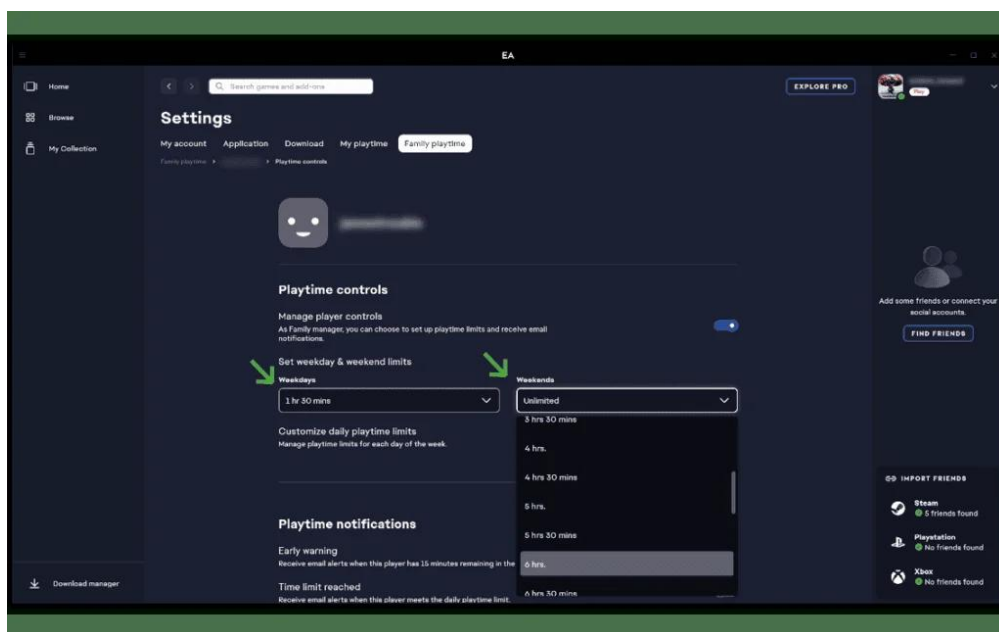 EA
Home
Browse
My Collection
Search games and add-ons
EXPLORE PRO
Play
Settings
My account Application Download My playtime Family playtime
Family playtime > > Playtime controls
Playtime controls
Manage player controls
As Family manager, you can choose to set up playtime limits and receive email
notifications.
Set weekday & weekend limits
Weekdays
1 hr 30 mins
Weekends
Unlimited
3 hrs 30 mins
4 hrs.
4 hrs 30 mins
5 hrs.
5 hrs 30 mins
6 hrs.
6 hrs 30 mins
Customize daily playtime limits
Manage playtime limits for each day of the week.
Playtime notifications
Early warning
Receive email alerts when this player has 15 minutes remaining in the
Time limit reached
Receive email alerts when this player meets the daily playtime limit.
Add some friends or connect your
social accounts.
FIND FRIENDS
IMPORT FRIENDS
Steam
5 friends found
Playstation
No friends found
Xbox
No friends found
Download manager